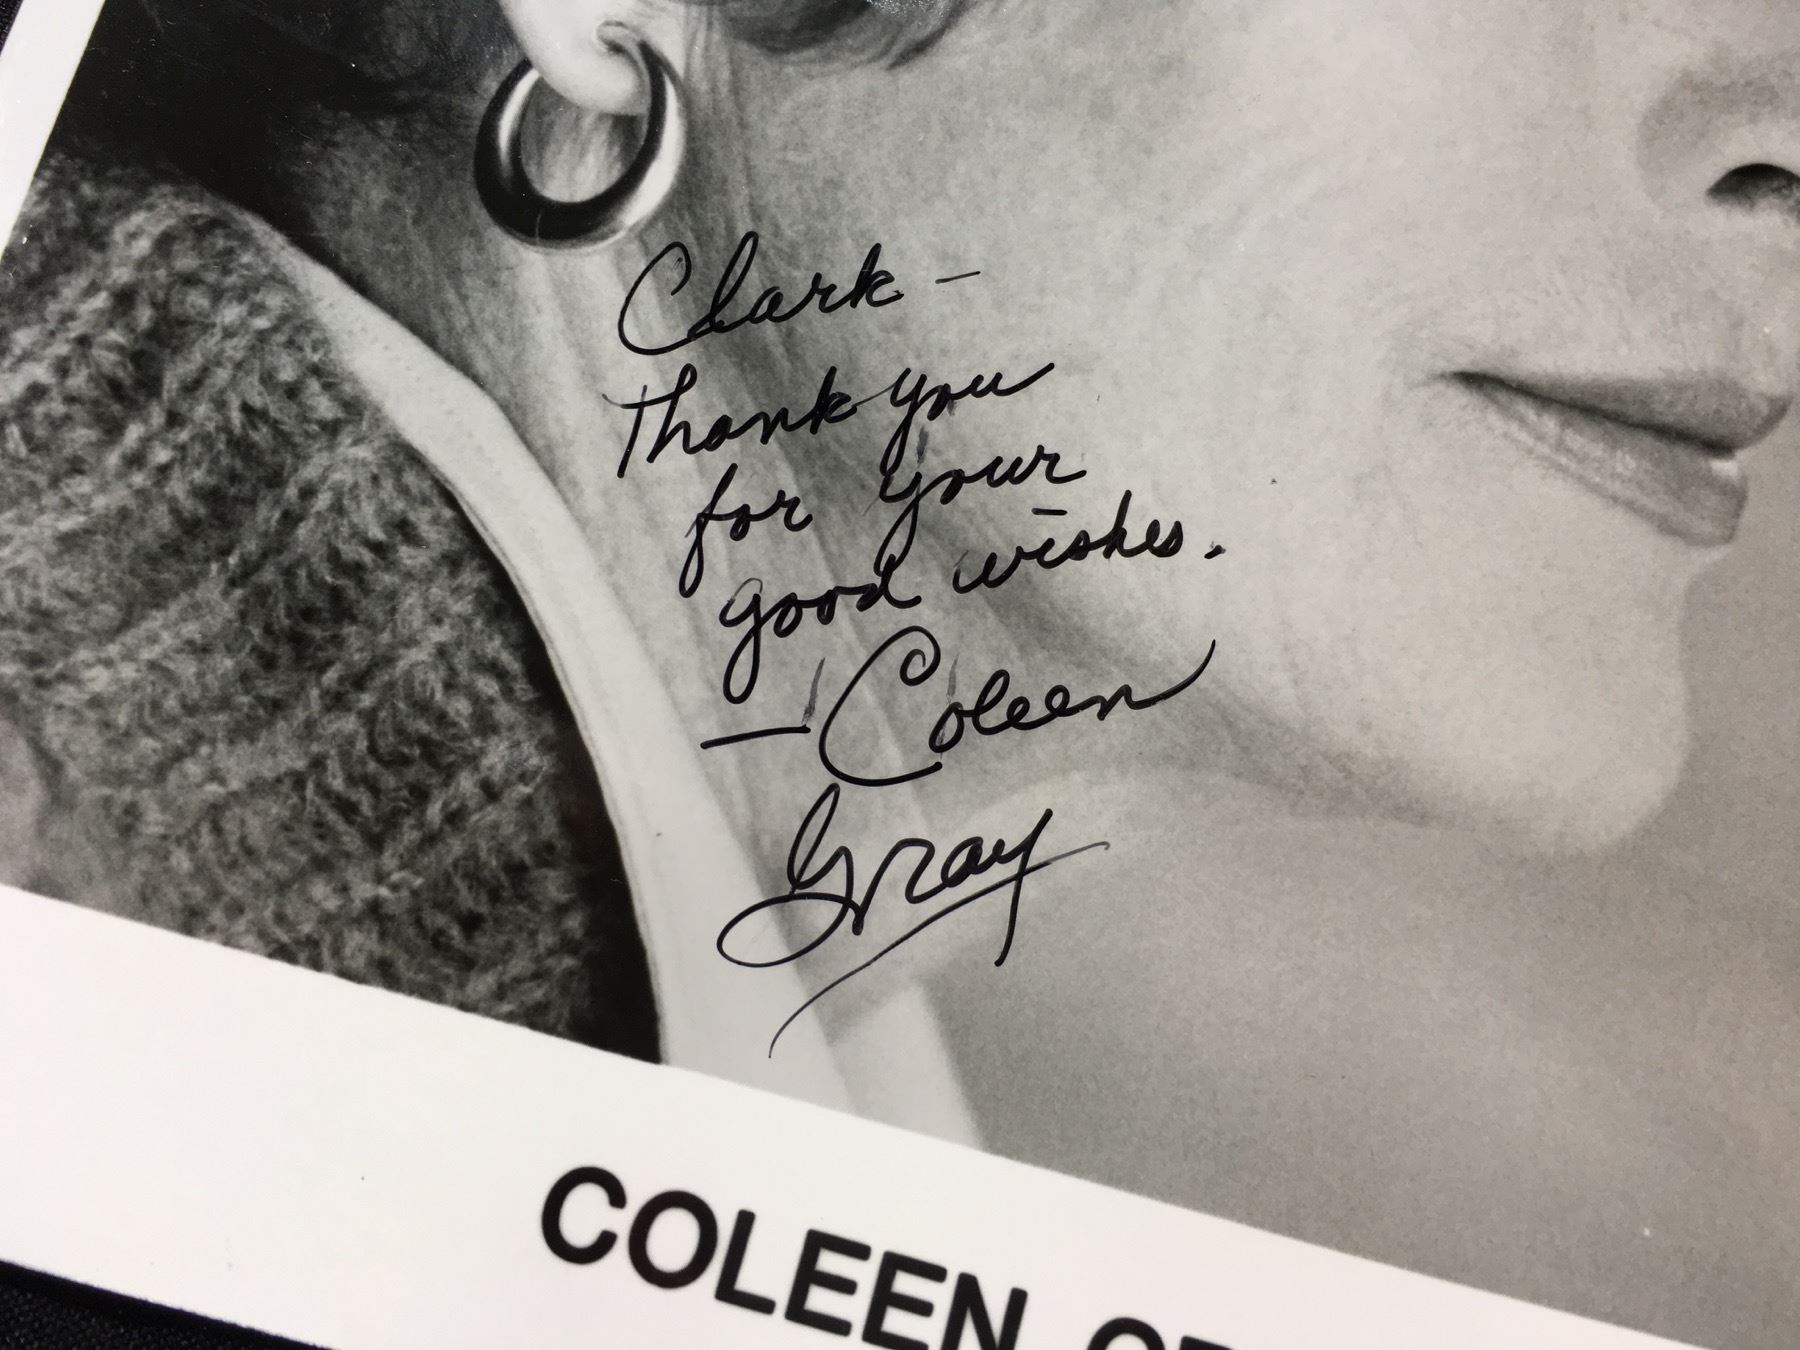 Clark -
Thank you
for your
good wishes.
- Coleen
Gray
COLEEN